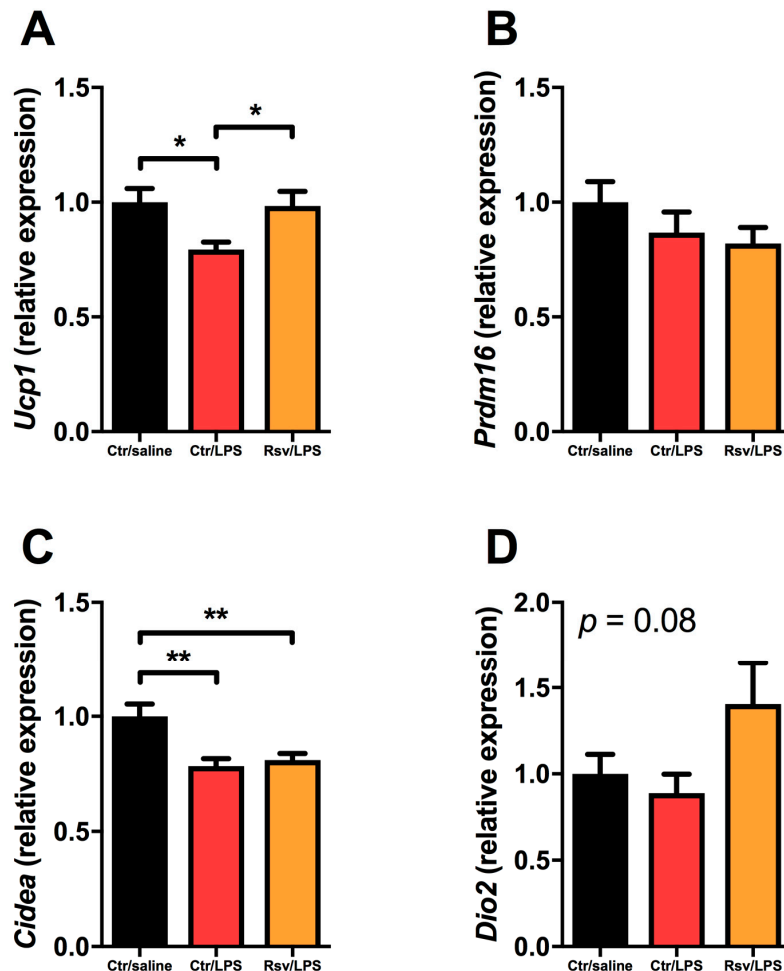 A
Ucp1 (relative expression)
1.5
1.0
0.5
0.0
*
*
Ctr/saline Ctr/LPS Rsv/LPS
B
Prdm16 (relative expression)
1.5
1.0
0.5
0.0
Ctr/saline Ctr/LPS Rsv/LPS
C
Cidea (relative expression)
1.5
1.0
0.5
0.0
**
**
Ctr/saline Ctr/LPS Rsv/LPS
D
Dio2 (relative expression)
2.0
1.5
1.0
0.5
0.0
p = 0.08
Ctr/saline Ctr/LPS Rsv/LPS